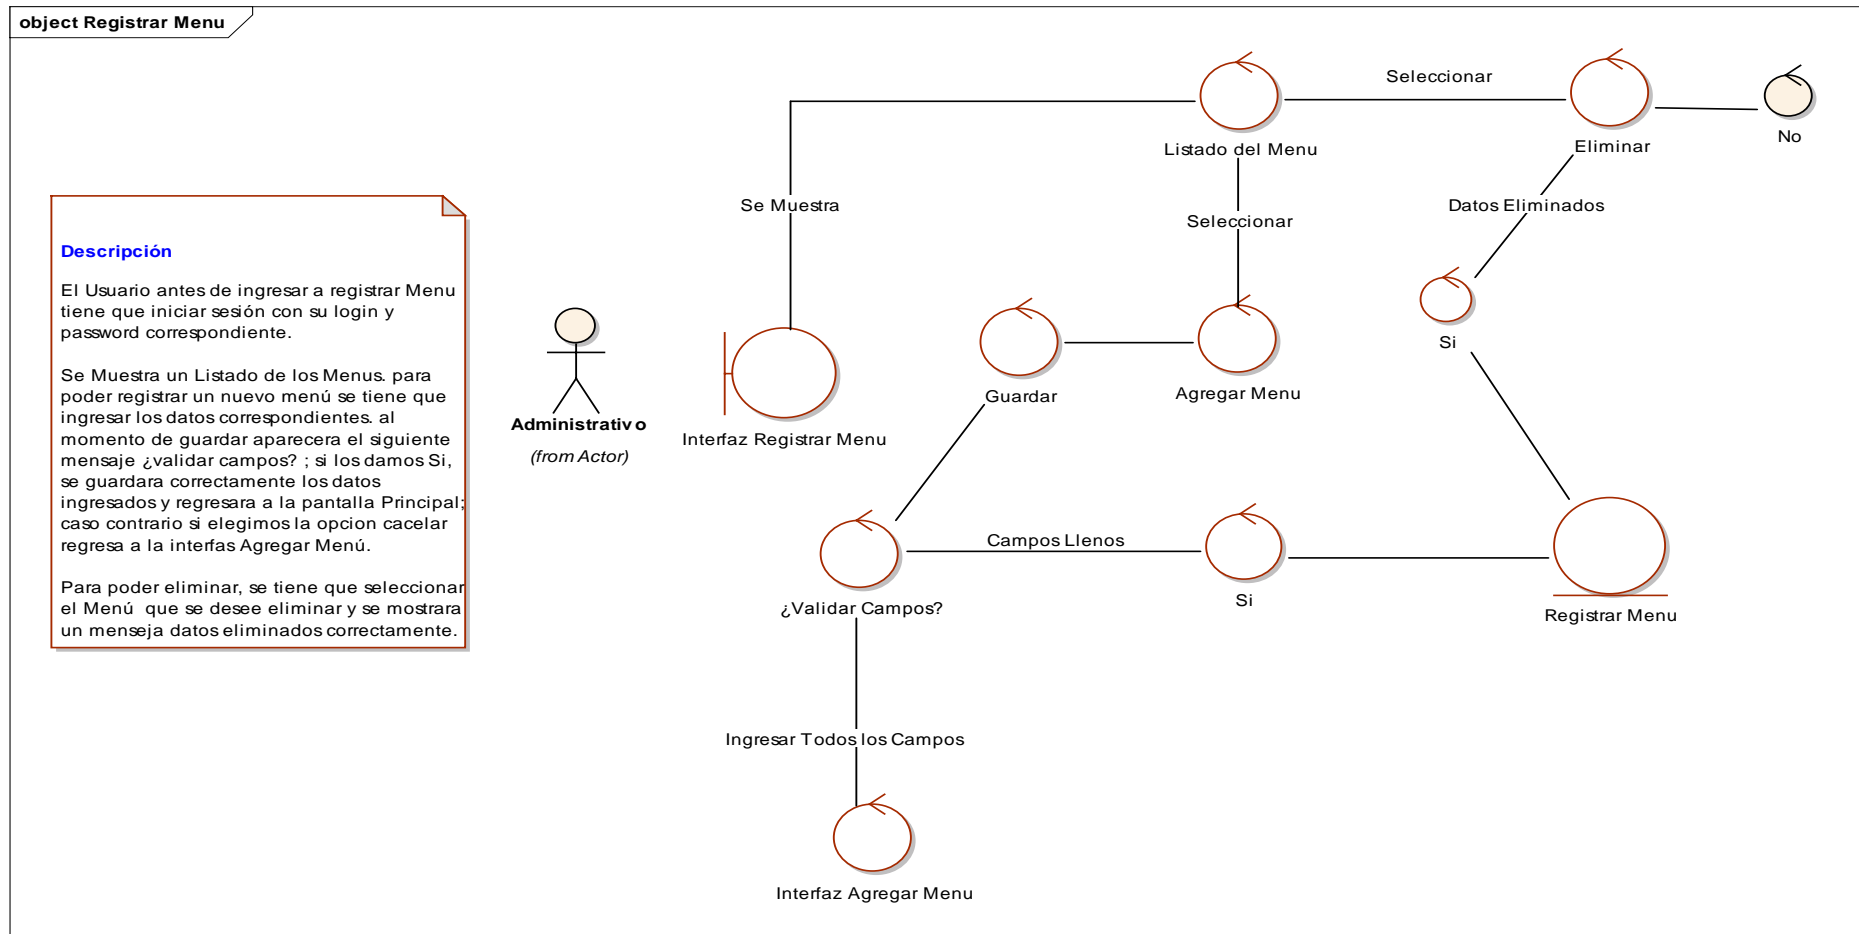 object Registrar Menu
Seleccionar
No
Listado del Menu
Eliminar
Se Muestra
Seleccionar
Datos Eliminados
Descripción
El Usuario antes de ingresar a registrar Menu
tiene que iniciar sesión con su login y
password correspondiente.
Se Muestra un Listado de los Menus. para
poder registrar un nuevo menú se tiene que
ingresar los datos correspondientes. al
momento de guardar aparecera el siguiente
mensaje ¿validar campos? ; si los damos Si,
se guardara correctamente los datos
ingresados y regresara a la pantalla Principal;
caso contrario si elegimos la opcion cacelar
regresa a la interfas Agregar Menú.
Para poder eliminar, se tiene que seleccionar
el Menú que se desee eliminar y se mostrara
un menseja datos eliminados correctamente.
Administrativo
(from Actor)
Interfaz Registrar Menu
Guardar
Agregar Menu
Si
¿Validar Campos?
Campos Llenos
Si
Registrar Menu
Ingresar Todos los Campos
Interfaz Agregar Menu